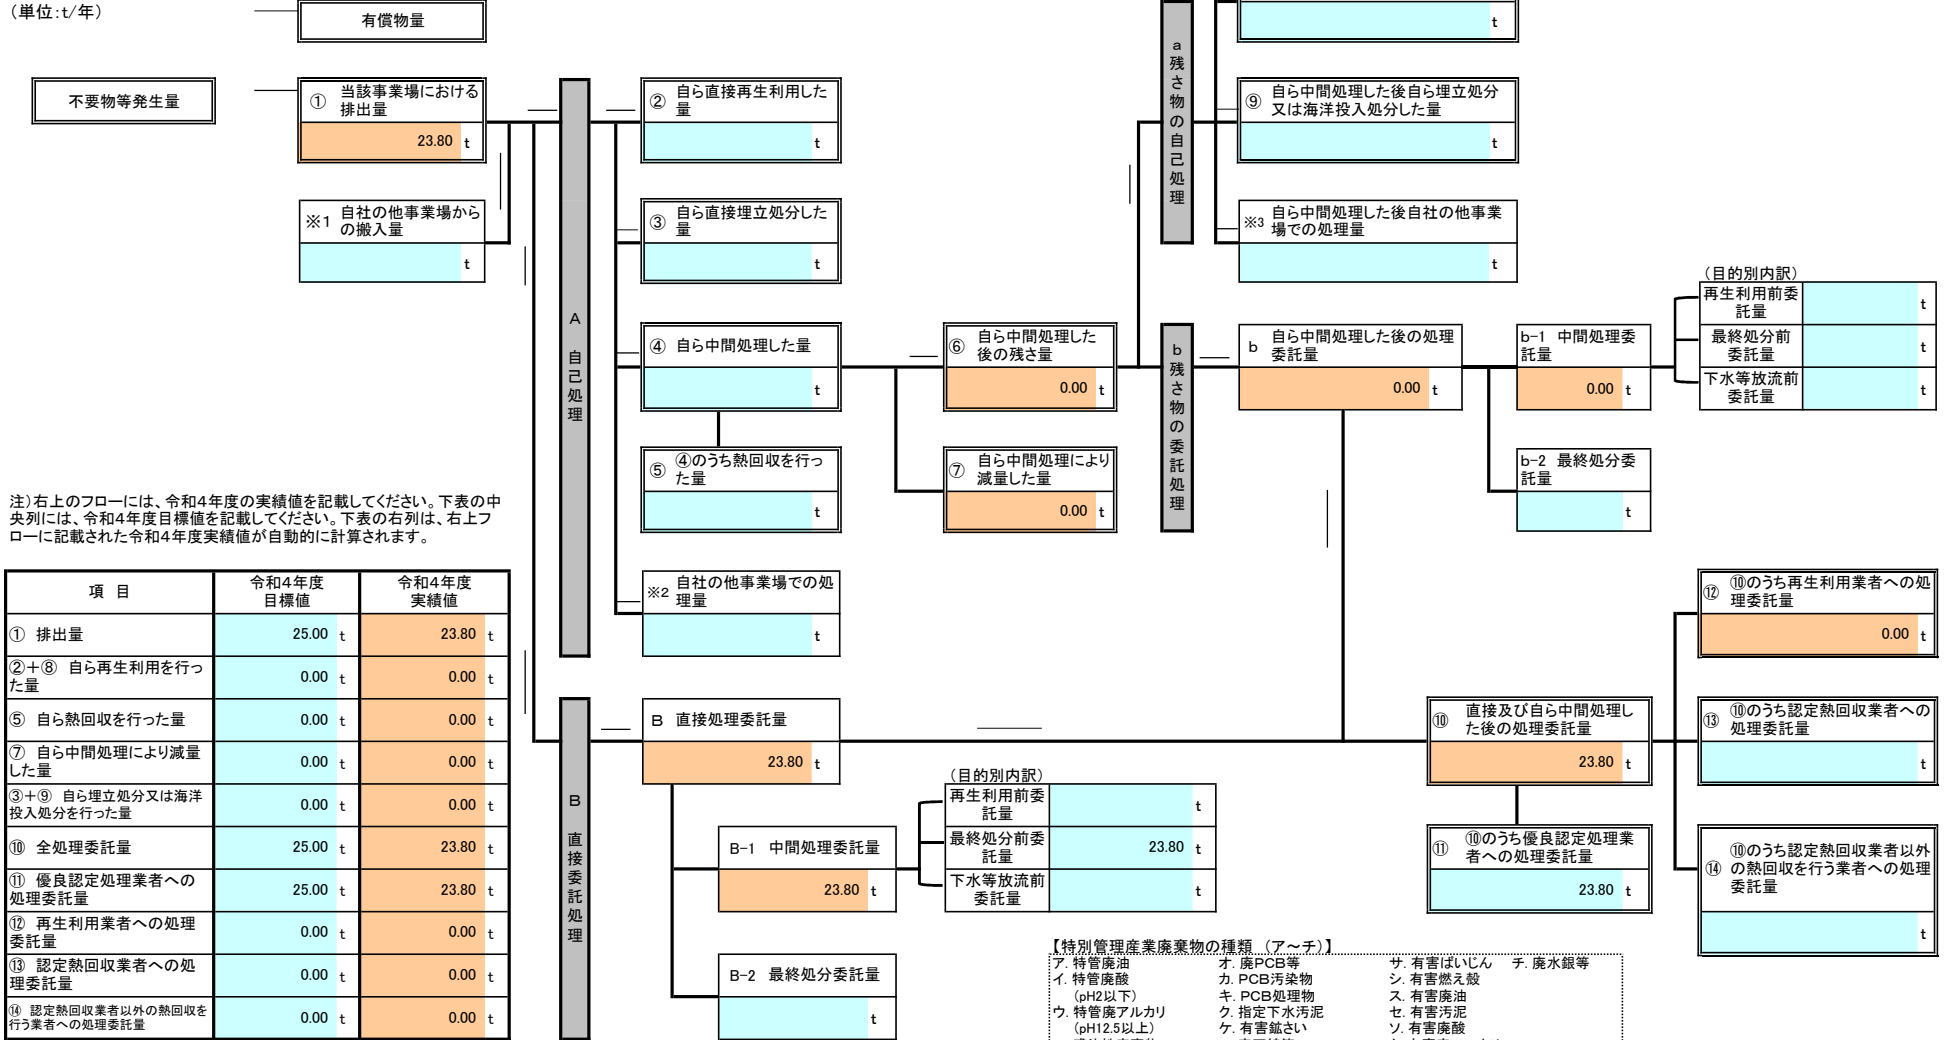 （単位:t/年）
有償物量
不要物等発生量
① 当該事業場における
排出量
23.80 t
※1 自社の他事業場から
の搬入量
t
A 自己処理
② 自ら直接再生利用した
量
t
③ 自ら直接埋立処分した
量
t
④ 自ら中間処理した量
t
⑤ ④のうち熱回収を行っ
た量
t
※2 自社の他事業場での処
理量
t
⑥ 自ら中間処理した
後の残さ量
0.00 t
⑦ 自ら中間処理により
減量した量
0.00 t
a 残さ物の自己処理
t
⑨ 自ら中間処理した後自ら埋立処分
又は海洋投入処分した量
t
※3 自ら中間処理した後自社の他事業
場での処理量
t
b 残さ物の委託処理
b 自ら中間処理した後の処理
委託量
0.00 t
b-1 中間処理委
託量
0.00 t
b-2 最終処分委
託量
t
（目的別内訳）
再生利用前委
託量
t
最終処分前
委託量
t
下水等放流前
委託量
t
注）右上のフローには、令和4年度の実績値を記載してください。下表の中
央列には、令和4年度目標値を記載してください。下表の右列は、右上フ
ローに記載された令和4年度実績値が自動的に計算されます。
項 目
令和4年度
目標値
令和4年度
実績値
① 排出量 25.00 t 23.80 t
②＋⑧ 自ら再生利用を行っ
た量 0.00 t 0.00 t
⑤ 自ら熱回収を行った量 0.00 t 0.00 t
⑦ 自ら中間処理により減量
した量 0.00 t 0.00 t
③＋⑨ 自ら埋立処分又は海洋
投入処分を行った量 0.00 t 0.00 t
⑩ 全処理委託量 25.00 t 23.80 t
⑪ 優良認定処理業者への
処理委託量 25.00 t 23.80 t
⑫ 再生利用業者への処理
委託量 0.00 t 0.00 t
⑬ 認定熱回収業者への処
理委託量 0.00 t 0.00 t
⑭ 認定熱回収業者以外の熱回収を
行う業者への処理委託量 0.00 t 0.00 t
B 直接委託処理
B 直接処理委託量
23.80 t
B-1 中間処理委託量
23.80 t
B-2 最終処分委託量
t
（目的別内訳）
再生利用前委
託量
t
最終処分前委
託量
23.80 t
下水等放流前
委託量
t
⑩ 直接及び自ら中間処理し
た後の処理委託量
23.80 t
⑪ ⑩のうち優良認定処理業
者への処理委託量
23.80 t
⑫ ⑩のうち再生利用業者への処
理委託量
0.00 t
⑬ ⑩のうち認定熱回収業者への
処理委託量
t
⑭ ⑩のうち認定熱回収業者以外
の熱回収を行う業者への処理
委託量
t
【特別管理産業廃棄物の種類 （ア～チ）】
ア. 特管廃油 オ. 廃PCB等 サ. 有害ばいじん チ. 廃水銀等
イ. 特管廃酸 カ. PCB汚染物 シ. 有害燃え殻
（pH2以下） キ. PCB処理物 ス. 有害廃油
ウ. 特管廃アルカリ ク. 指定下水汚泥 セ. 有害汚泥
（pH12.5以上） ケ. 有害鉱さい ソ. 有害廃酸